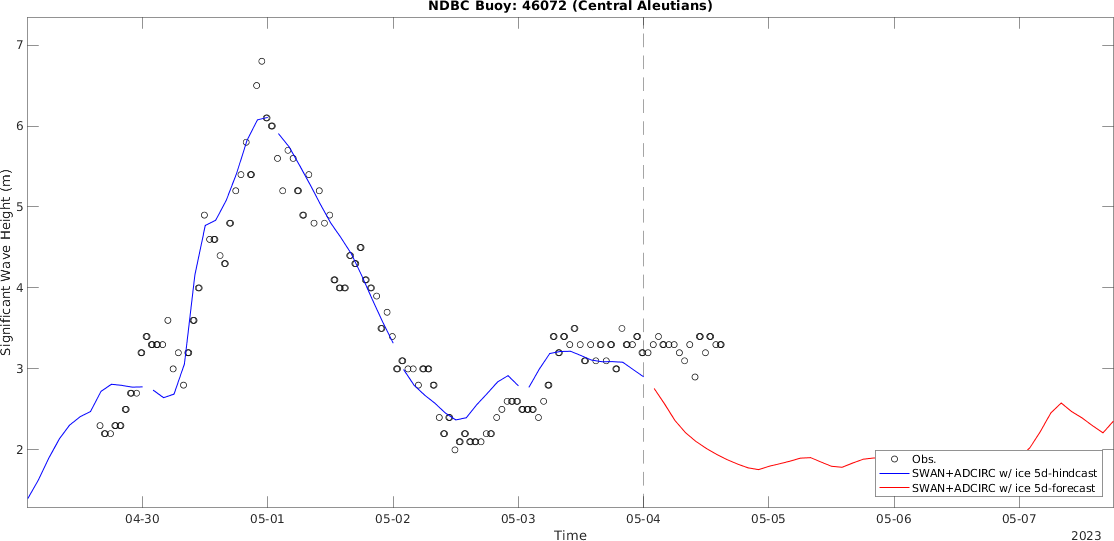 NDBC Buoy: 46072 (Central Aleutians)
7
6
5
4
3
2
Significant Wave Height (m)
Obs.
SWAN+ADCIRC w/ ice 5d-hindcast
SWAN+ADCIRC w/ ice 5d-forecast
04-30 05-01 05-02 05-03 05-04 05-05 05-06 05-07
Time
2023